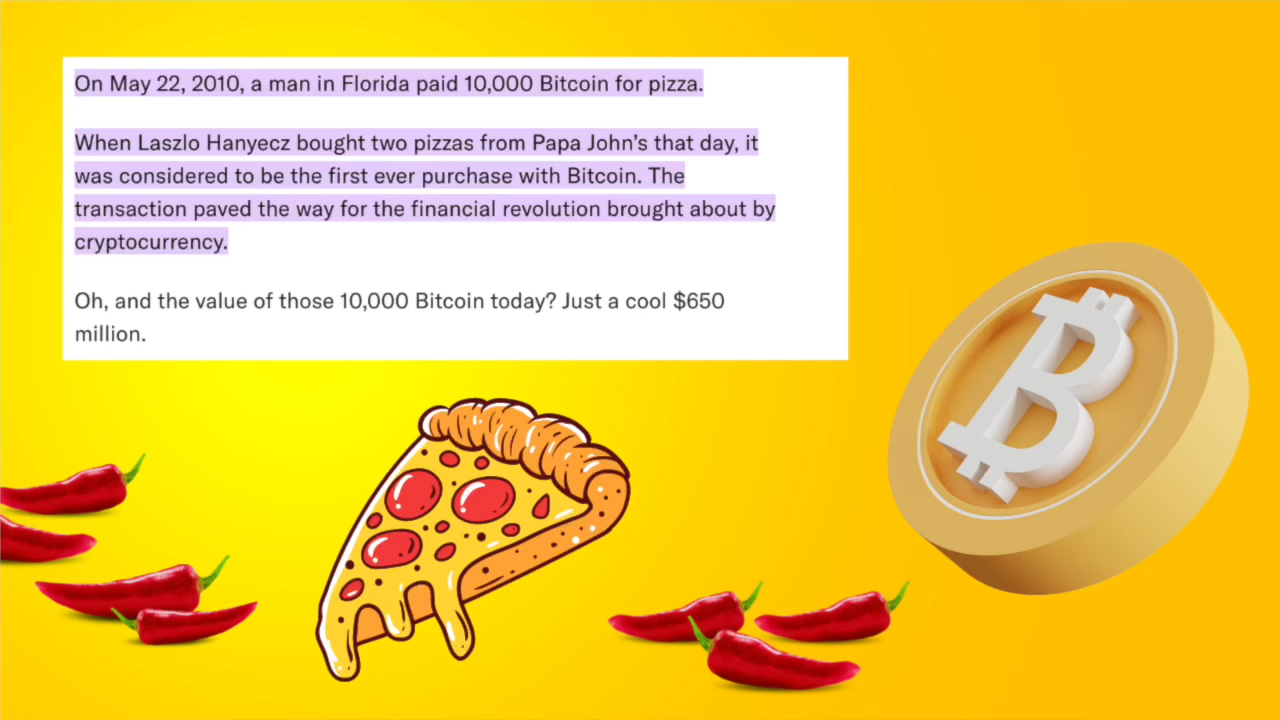 On May 22, 2010, a man in Florida paid 10,000 Bitcoin for pizza.
When Laszlo Hanyecz bought two pizzas from Papa John’s that day, it
was considered to be the first ever purchase with Bitcoin. The
transaction paved the way for the financial revolution brought about by
cryptocurrency.
Oh, and the value of those 10,000 Bitcoin today? Just a cool $650
million.